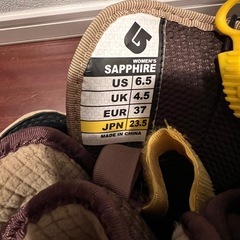 WOMEN'S
SAPPHIRE
US 6.5
UK 4.5
EUR 37
JPN 23.5
MADE IN CHINA